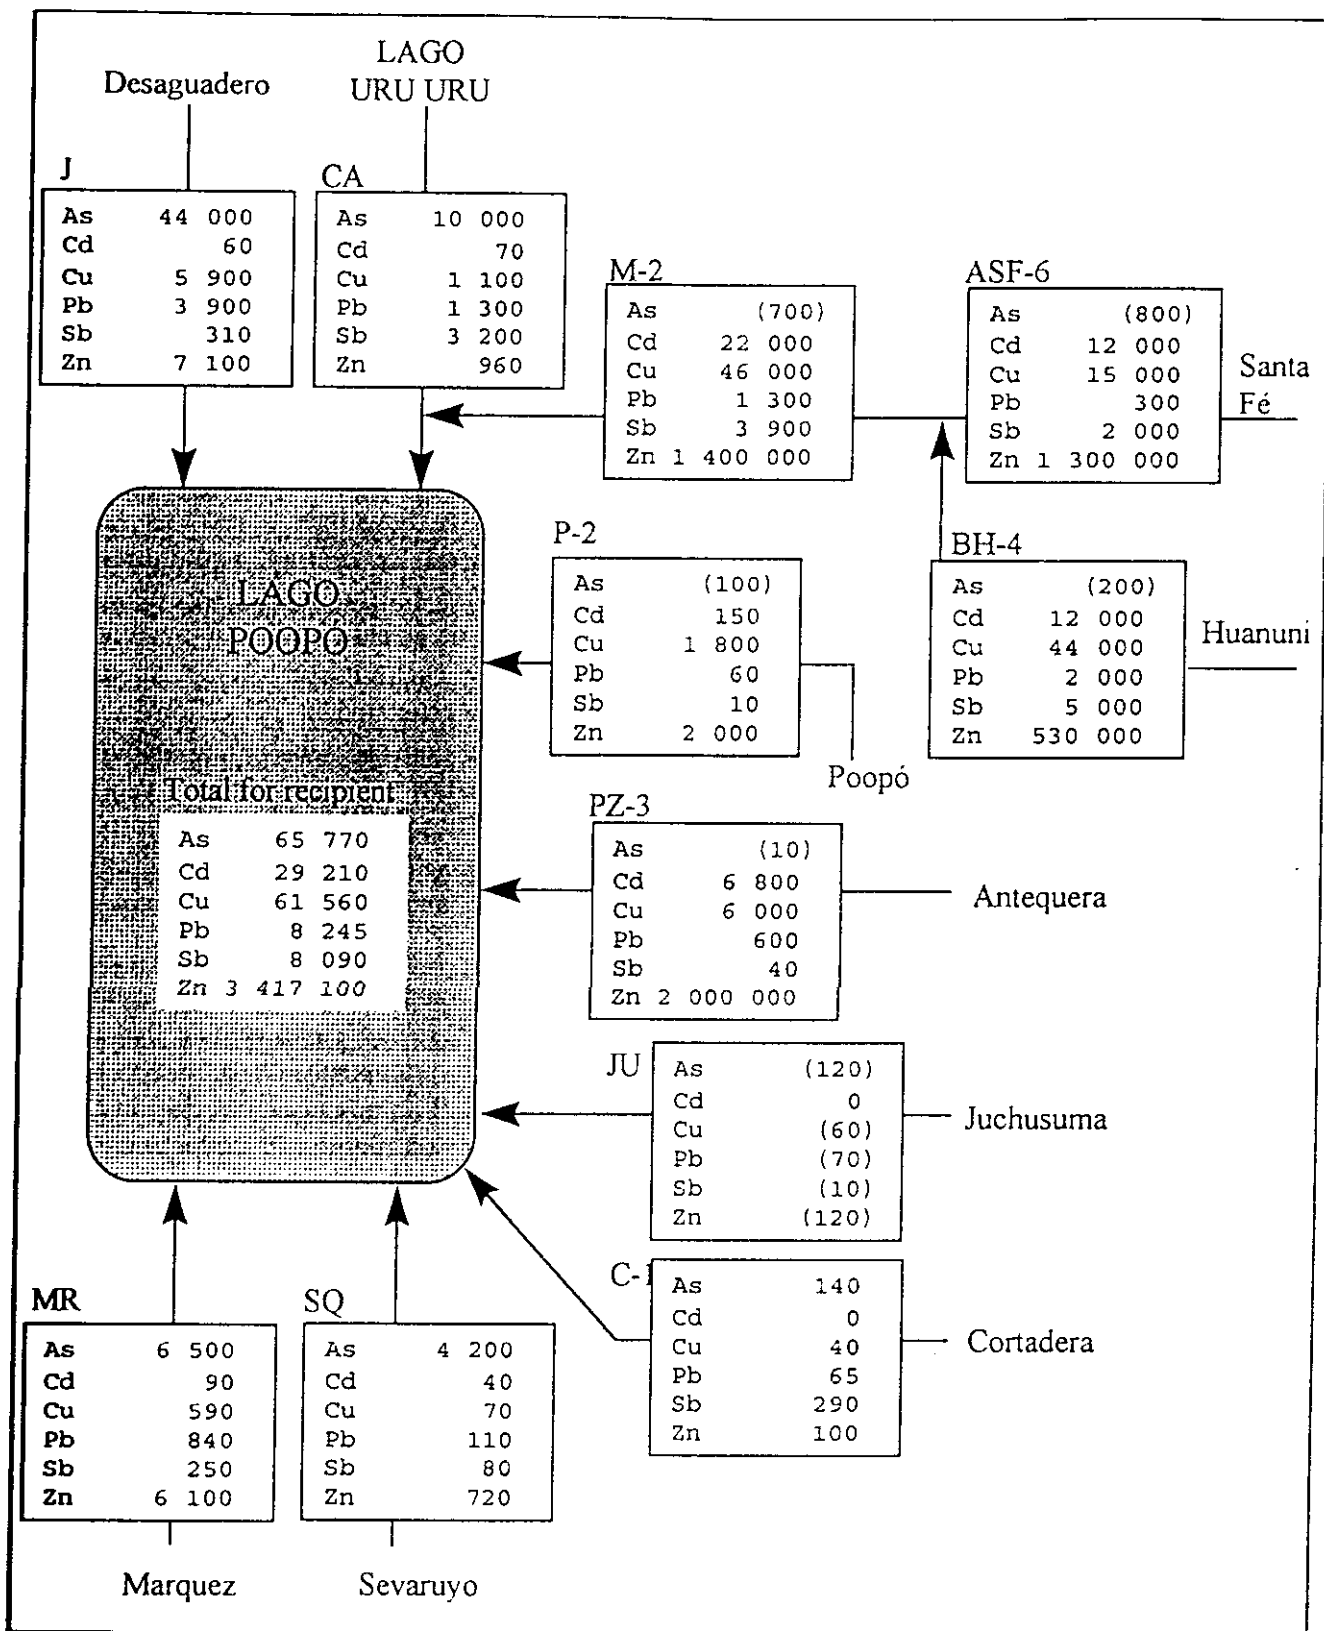 Desaguadero
LAGO
URU URU
J
As 44 000
Cd 60
Cu 5 900
Pb 3 900
Sb 310
Zn 7 100
CA
As 10 000
Cd 70
Cu 1 100
Pb 1 300
Sb 3 200
Zn 960
M-2
As (700)
Cd 22 000
Cu 46 000
Pb 1 300
Sb 3 900
Zn 1 400 000
ASF-6
As (800)
Cd 12 000
Cu 15 000
Pb 300
Sb 2 000
Zn 1 300 000
Santa
Fé
BH-4
As (200)
Cd 12 000
Cu 44 000
Pb 2 000
Sb 5 000
Zn 530 000
Huanuni
P-2
As (100)
Cd 150
Cu 1 800
Pb 60
Sb 10
Zn 2 000
Poopó
LAGO
POOPO
Total for recipient
As 65 770
Cd 29 210
Cu 61 560
Pb 8 245
Sb 8 090
Zn 3 417 100
PZ-3
As (10)
Cd 6 800
Cu 6 000
Pb 600
Sb 40
Zn 2 000 000
Antequera
JU
As (120)
Cd 0
Cu (60)
Pb (70)
Sb (10)
Zn (120)
Juchusuma
C-1
As 140
Cd 0
Cu 40
Pb 65
Sb 290
Zn 100
Cortadera
MR
As 6 500
Cd 90
Cu 590
Pb 840
Sb 250
Zn 6 100
Marquez
SQ
As 4 200
Cd 40
Cu 70
Pb 110
Sb 80
Zn 720
Sevaruyo